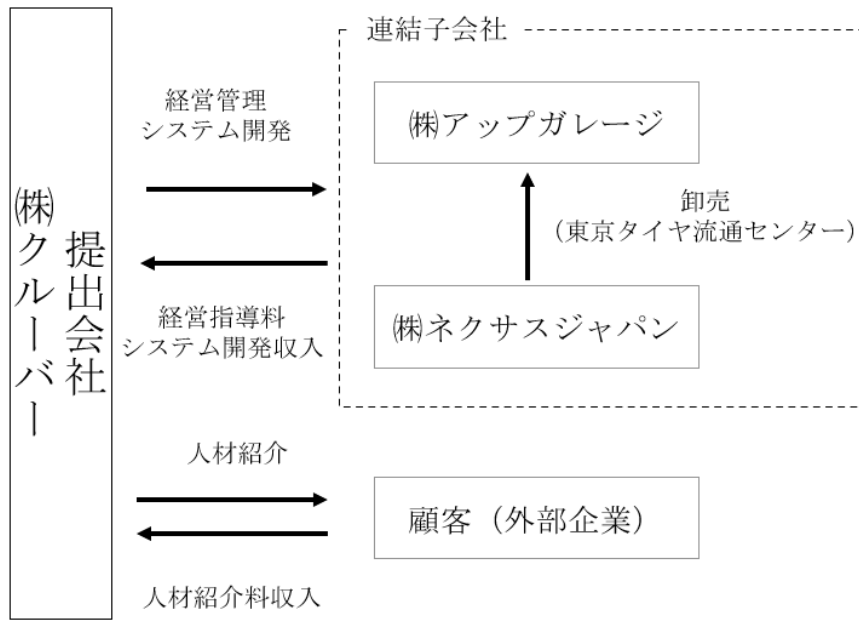 提出会社
㈱クルーバー
連結子会社
経営管理
システム開発
㈱アップガレージ
卸売
（東京タイヤ流通センター）
経営指導料
システム開発収入
㈱ネクサスジャパン
人材紹介
顧客（外部企業）
人材紹介料収入